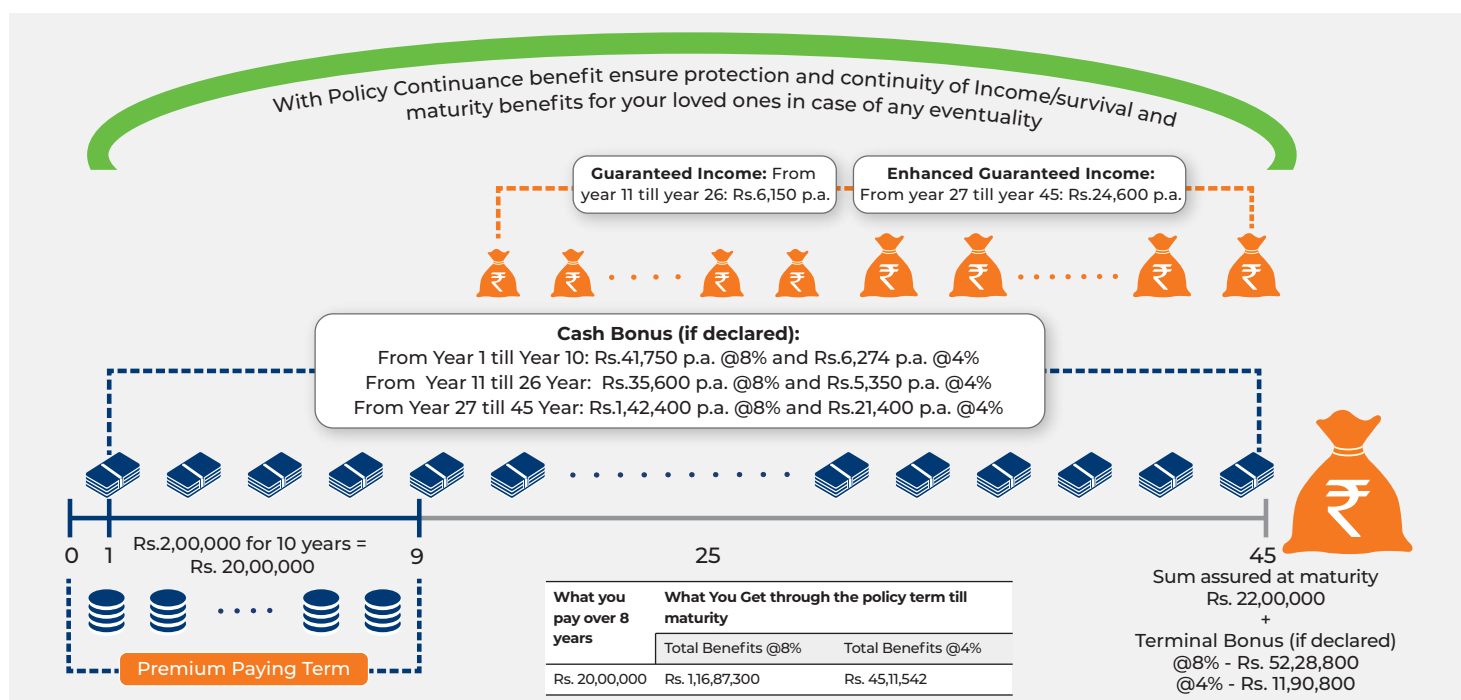 With Policy Continuance benefit ensure protection and continuity of Income/survival and
maturity benefits for your loved ones in case of any eventuality
Guaranteed Income: From
year 11 till year 26: Rs.6,150 p.a.
Enhanced Guaranteed Income:
From year 27 till year 45: Rs.24,600 p.a.
₹ ₹ ₹ ₹ ₹ ₹ ₹ ₹
Cash Bonus (if declared):
From Year 1 till Year 10: Rs.41,750 p.a. @8% and Rs.6,274 p.a. @4%
From Year 11 till 26 Year: Rs.35,600 p.a. @8% and Rs.5,350 p.a. @4%
From Year 27 till 45 Year: Rs.1,42,400 p.a. @8% and Rs.21,400 p.a. @4%
₹
0 1 9 25 45
Rs.2,00,000 for 10 years =
Rs. 20,00,000
Premium Paying Term
What you
pay over 8
years
What You Get through the policy term till
maturity
Total Benefits @8% Total Benefits @4%
Rs. 20,00,000 Rs. 1,16,87,300 Rs. 45,11,542
Sum assured at maturity
Rs. 22,00,000
+
Terminal Bonus (if declared)
@8% - Rs. 52,28,800
@4% - Rs. 11,90,800